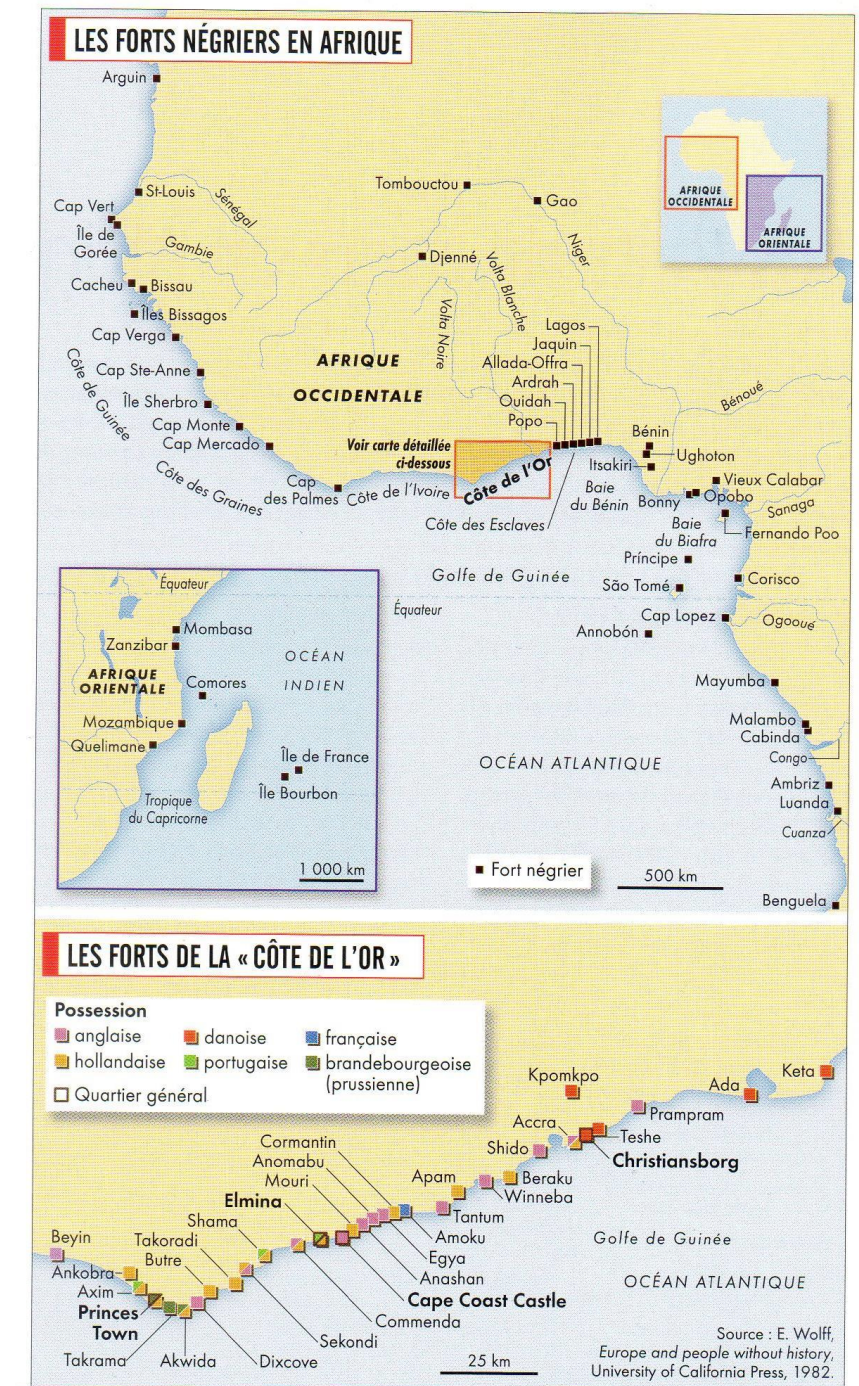 LES FORTS NÉGRIERS EN AFRIQUE
Arguin
St-Louis
Sénégal
Cap Vert
Île de
Gorée
Gambie
Cacheu
Bissau
Îles Bissagos
Cap Verga
Cap Ste-Anne
Côte de Guinée
Île Sherbro
Cap Monte
Cap Mercado
Côte des Graines
Cap
des Palmes
Côte de l'Ivoire
Tombouctou
Gao
Niger
Djenné
Volta Blanche
Volta Noire
AFRIQUE
OCCIDENTALE
Voir carte détaillée
ci-dessous
Côte de l'Or
Lagos
Jaquin
Allada-Offra
Ardrah
Ouidah
Popo
Côte des Esclaves
AFRIQUE
OCCIDENTALE
AFRIQUE
ORIENTALE
Bénoué
Bénin
Ughoton
Itsakiri
Baie
du Bénin
Bonny
Opobo
Vieux Calabar
Sanaga
Baie
du Biafra
Fernando Poo
Príncipe
São Tomé
Corisco
Golfe de Guinée
Équateur
Cap Lopez
Ogooué
Annobón
Mayumba
Malambo
Cabinda
Congo
Ambriz
Luanda
Cuanza
Benguela
OCÉAN ATLANTIQUE
Fort négrier
500 km
Équateur
Mombasa
Zanzibar
AFRIQUE
ORIENTALE
OCÉAN
INDIEN
Comores
Mozambique
Quelimane
Île de France
Île Bourbon
Tropique
du Capricorne
1 000 km
LES FORTS DE LA « CÔTE DE L'OR »
Possession
anglaise
danoise
française
hollandaise
portugaise
brandebourgeoise
(prussienne)
Quartier général
Kpomkpo
Ada
Keta
Prampram
Accra
Teshe
Christiansborg
Shido
Beraku
Winneba
Apam
Tantum
Cormantin
Anomabu
Mouri
Elmina
Shama
Takoradi
Butre
Beyin
Ankobra
Axim
Princes
Town
Takrama
Akwida
Dixcove
Sekondi
Commenda
Cape Coast Castle
Anashan
Egya
Amoku
Golfe de Guinée
OCÉAN ATLANTIQUE
25 km
Source : E. Wolff,
Europe and people without history,
University of California Press, 1982.